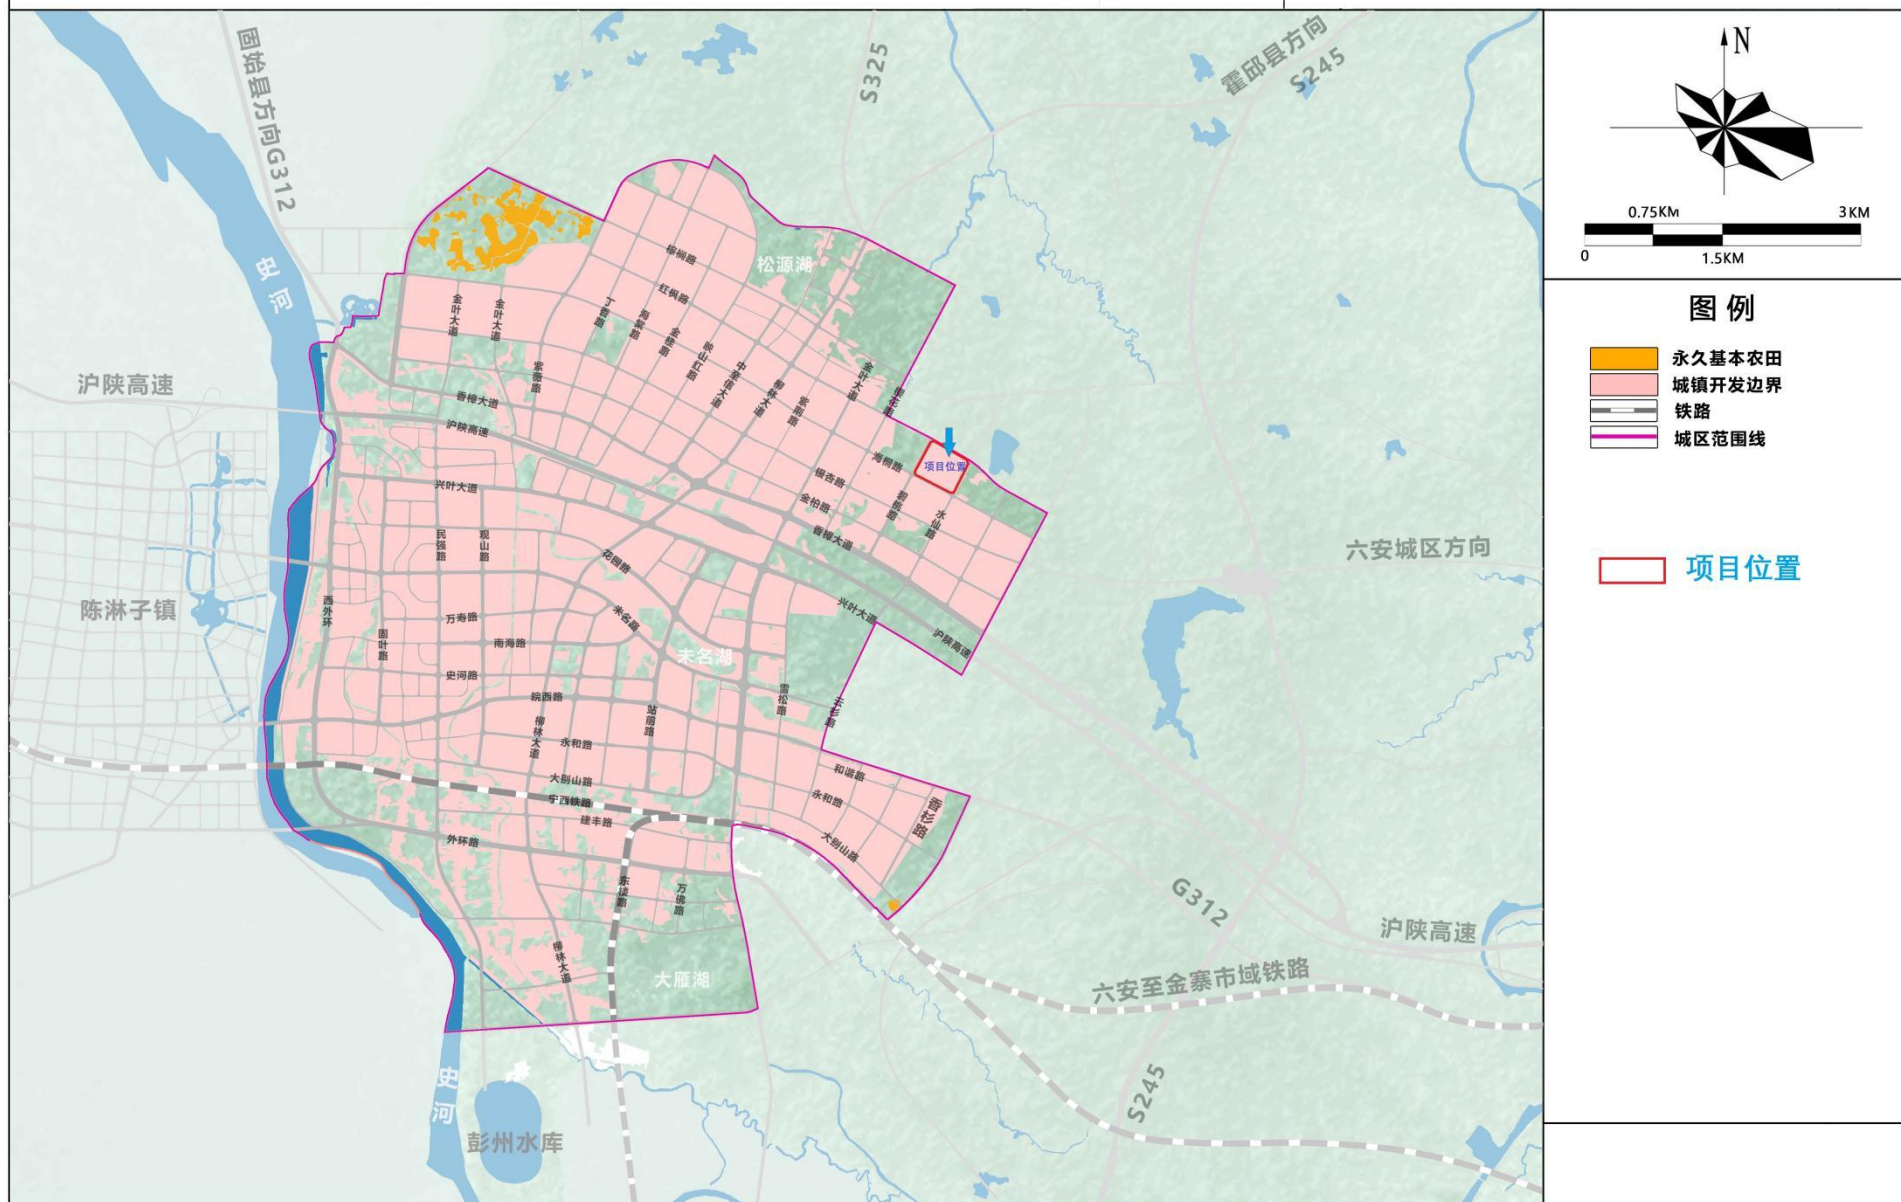 固始县方向G312
S325
霍邱县方向
S245
史河
松源湖
棕榈路
红枫路
金叶大道
金叶大道
丁香路
海棠路
金桂路
映山红路
中至信大道
柳林大道
紫荆路
金叶大道
紫薇路
沪陕高速
香樟大道
沪陕高速
兴叶大道
海桐路
项目位置
银杏路
金柏路
碧桃路
水仙路
香樟大道
民强路
观山路
花园路
六安城区方向
陈淋子镇
西外环
万寿路
未名路
兴叶大道
固叶路
南海路
未名湖
沪陕高速
史河路
皖西路
雪松路
云杉路
站前路
柳林大道
永和路
大别山路
宁西铁路
建丰路
外环路
和谐路
永和路
香杉路
大别山路
东楼路
万佛路
G312
沪陕高速
柳林大道
大雁湖
六安至金寨市域铁路
史河
彭州水库
S245
N
0.75KM
3KM
0
1.5KM
图 例
永久基本农田
城镇开发边界
铁路
城区范围线
项目位置